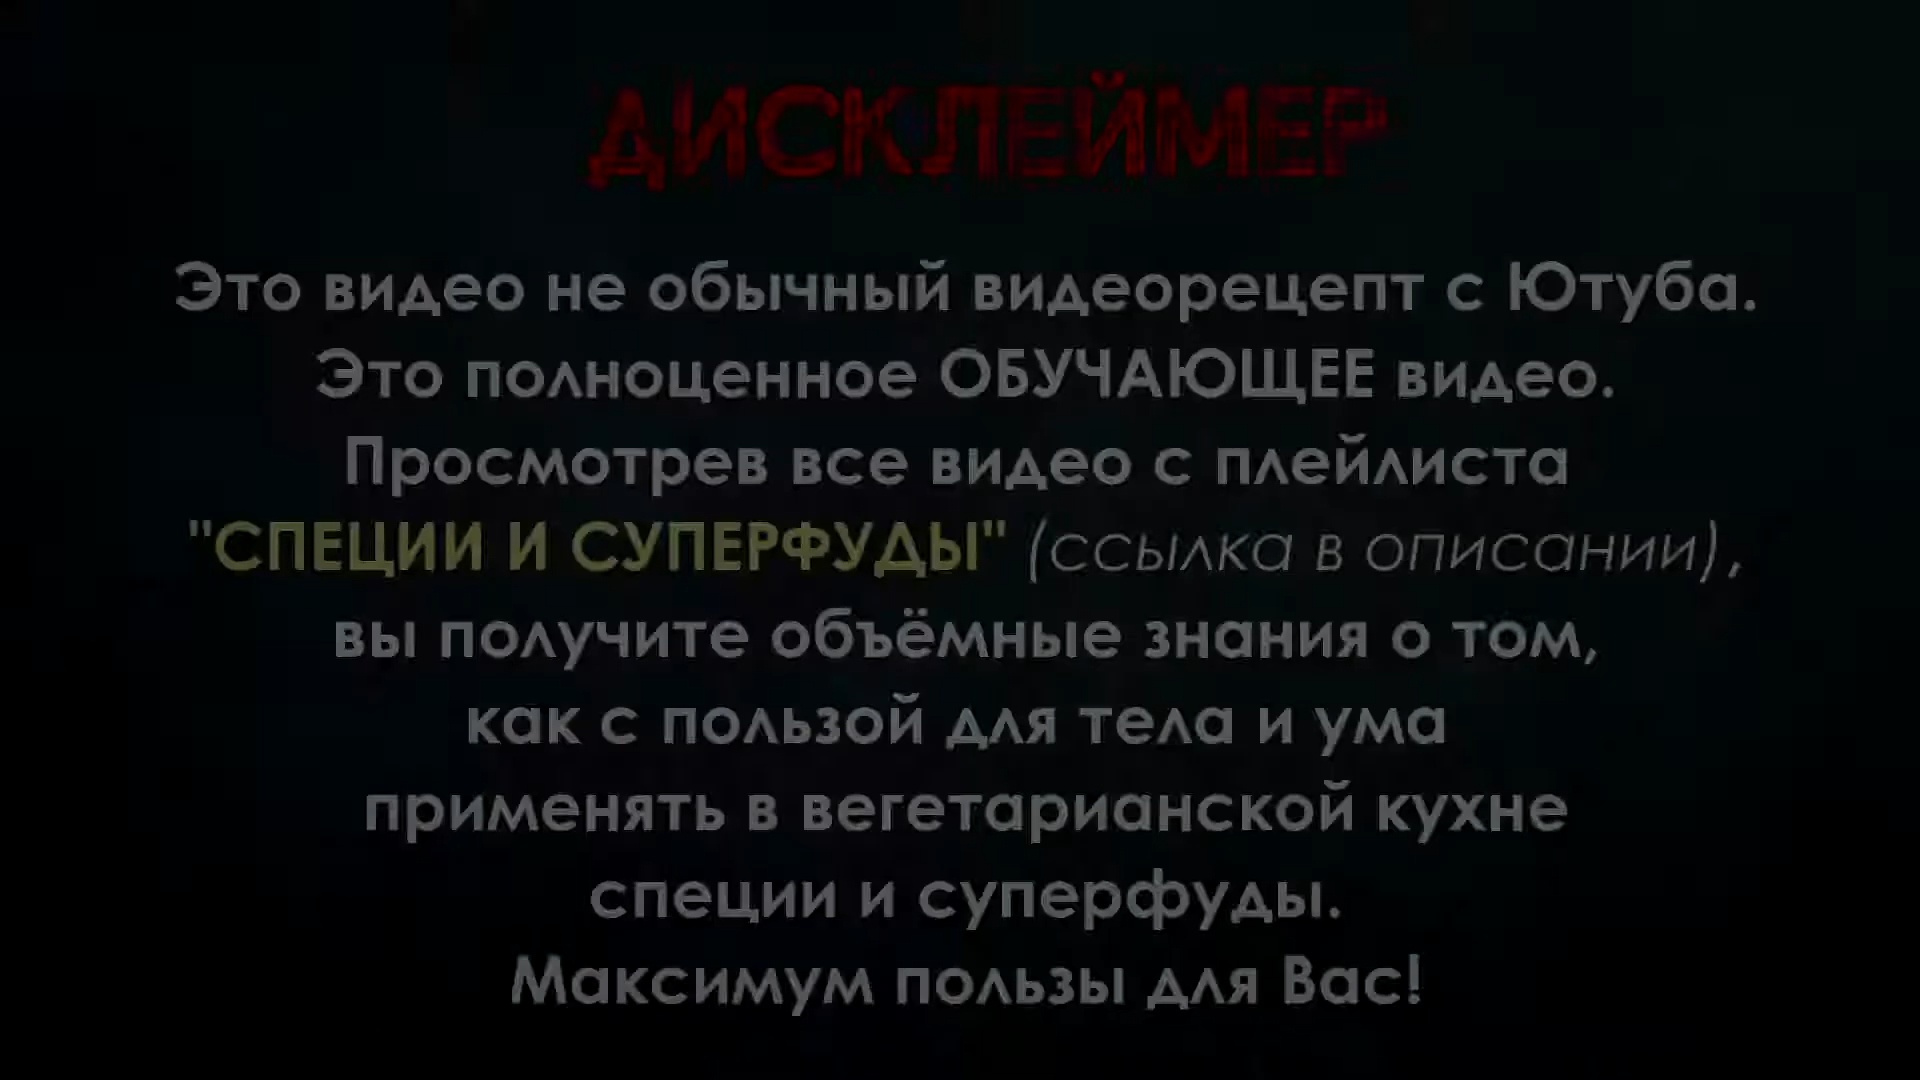 ДИСКЛЕЙМЕР
Это видео не обычный видеорецепт с Ютуба.
Это полноценное ОБУЧАЮЩЕЕ видео.
Просмотрев все видео с плейлиста
"СПЕЦИИ И СУПЕРФУДЫ" (ссылка в описании),
вы получите объёмные знания о том,
как с пользой для тела и ума
применять в вегетарианской кухне
специи и суперфуды.
Максимум пользы для Вас!